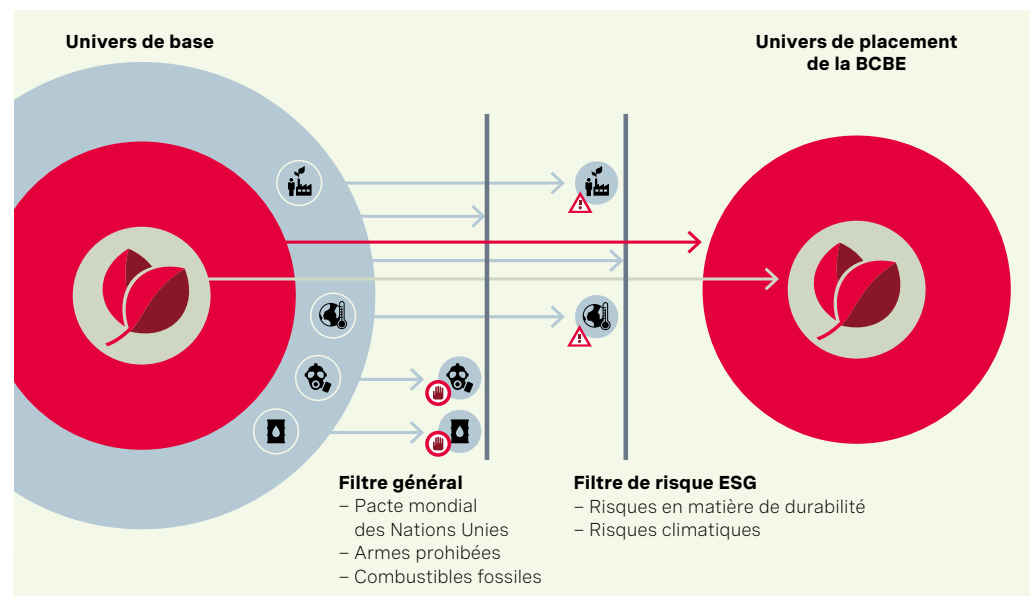 Univers de base
Univers de placement
de la BCBE
Filtre général
– Pacte mondial
des Nations Unies
– Armes prohibées
– Combustibles fossiles
Filtre de risque ESG
– Risques en matière de durabilité
– Risques climatiques